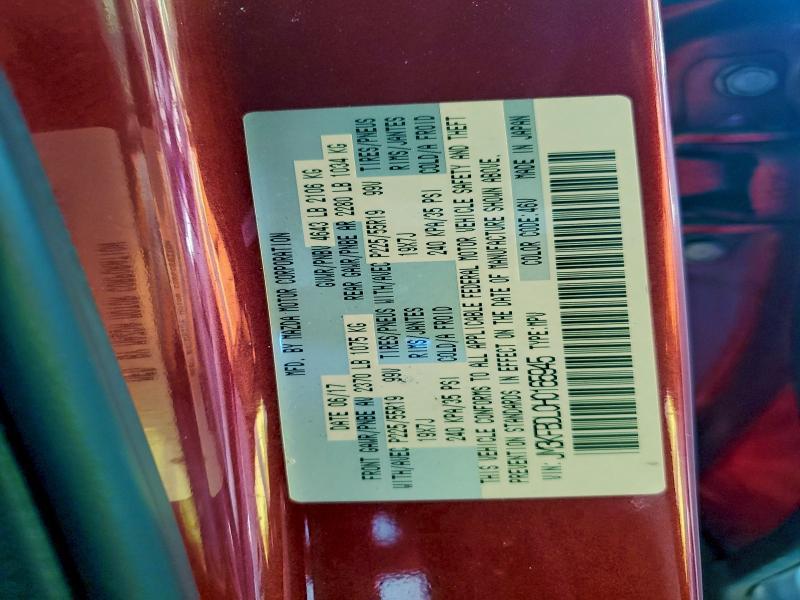 MFD. BY MAZDA MOTOR CORPORATION
DATE 06/17 GVWR/PNBV 4643 LB 2106 KG
FRONT GAWR/PNBE AV 2370 LB 1075 KG REAR GAWR/PNBE AR 2280 LB 1034 KG
WITH/AVEC P225/55R19 99V TIRES/PNEUS WITH/AVEC P225/55R19 99V TIRES/PNEUS
19X7J RIMS/JANTES 19X7J RIMS/JANTES
240 KPA/35 PSI COLD/A FROID 240 KPA/35 PSI COLD/A FROID
THIS VEHICLE CONFORMS TO ALL APPLICABLE FEDERAL MOTOR VEHICLE SAFETY AND THEFT
PREVENTION STANDARDS IN EFFECT ON THE DATE OF MANUFACTURE SHOWN ABOVE.
VIN: TYPE:MPV COLOR CODE:46V MADE IN JAPAN